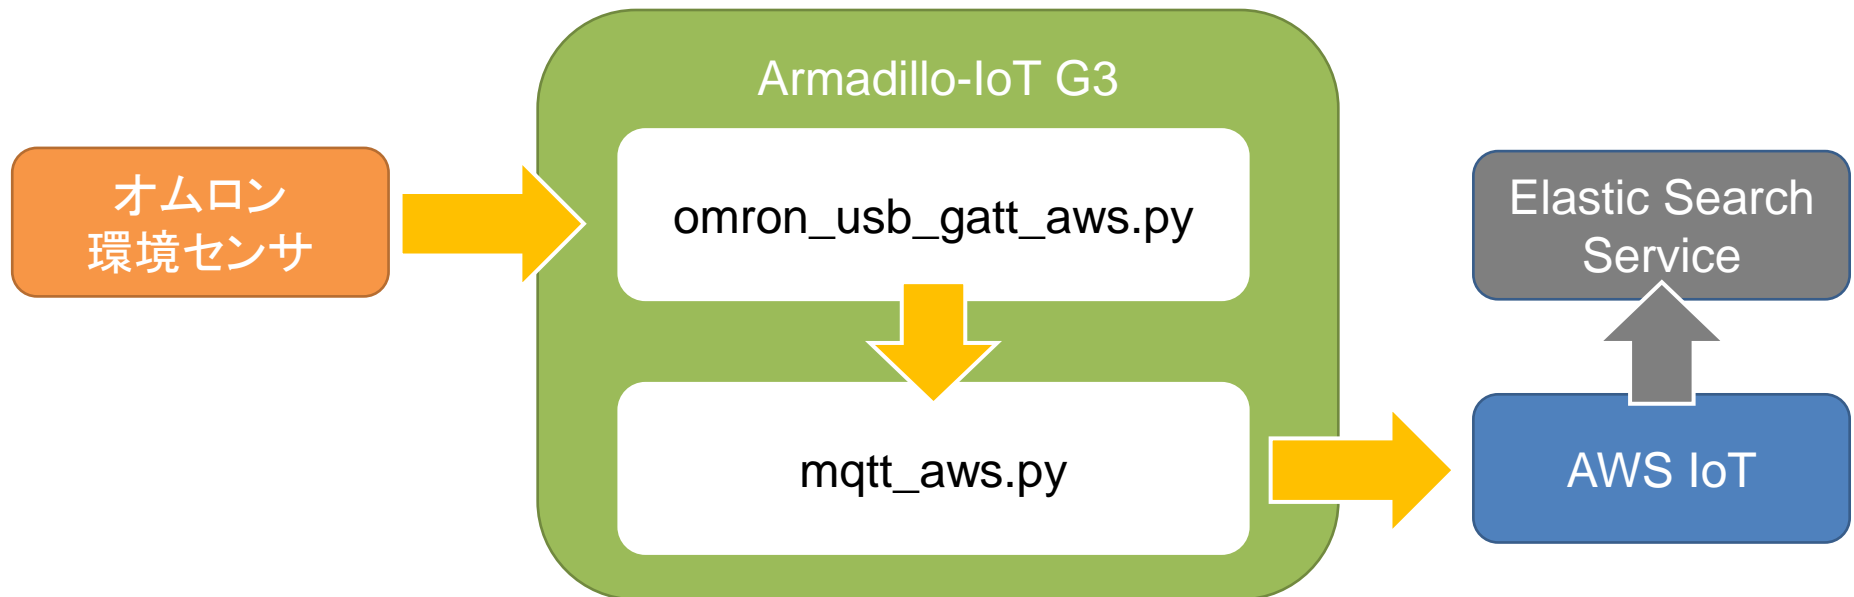 Armadillo-IoT G3
オムロン
環境センサ
omron_usb_gatt_aws.py
mqtt_aws.py
Elastic Search
Service
AWS IoT